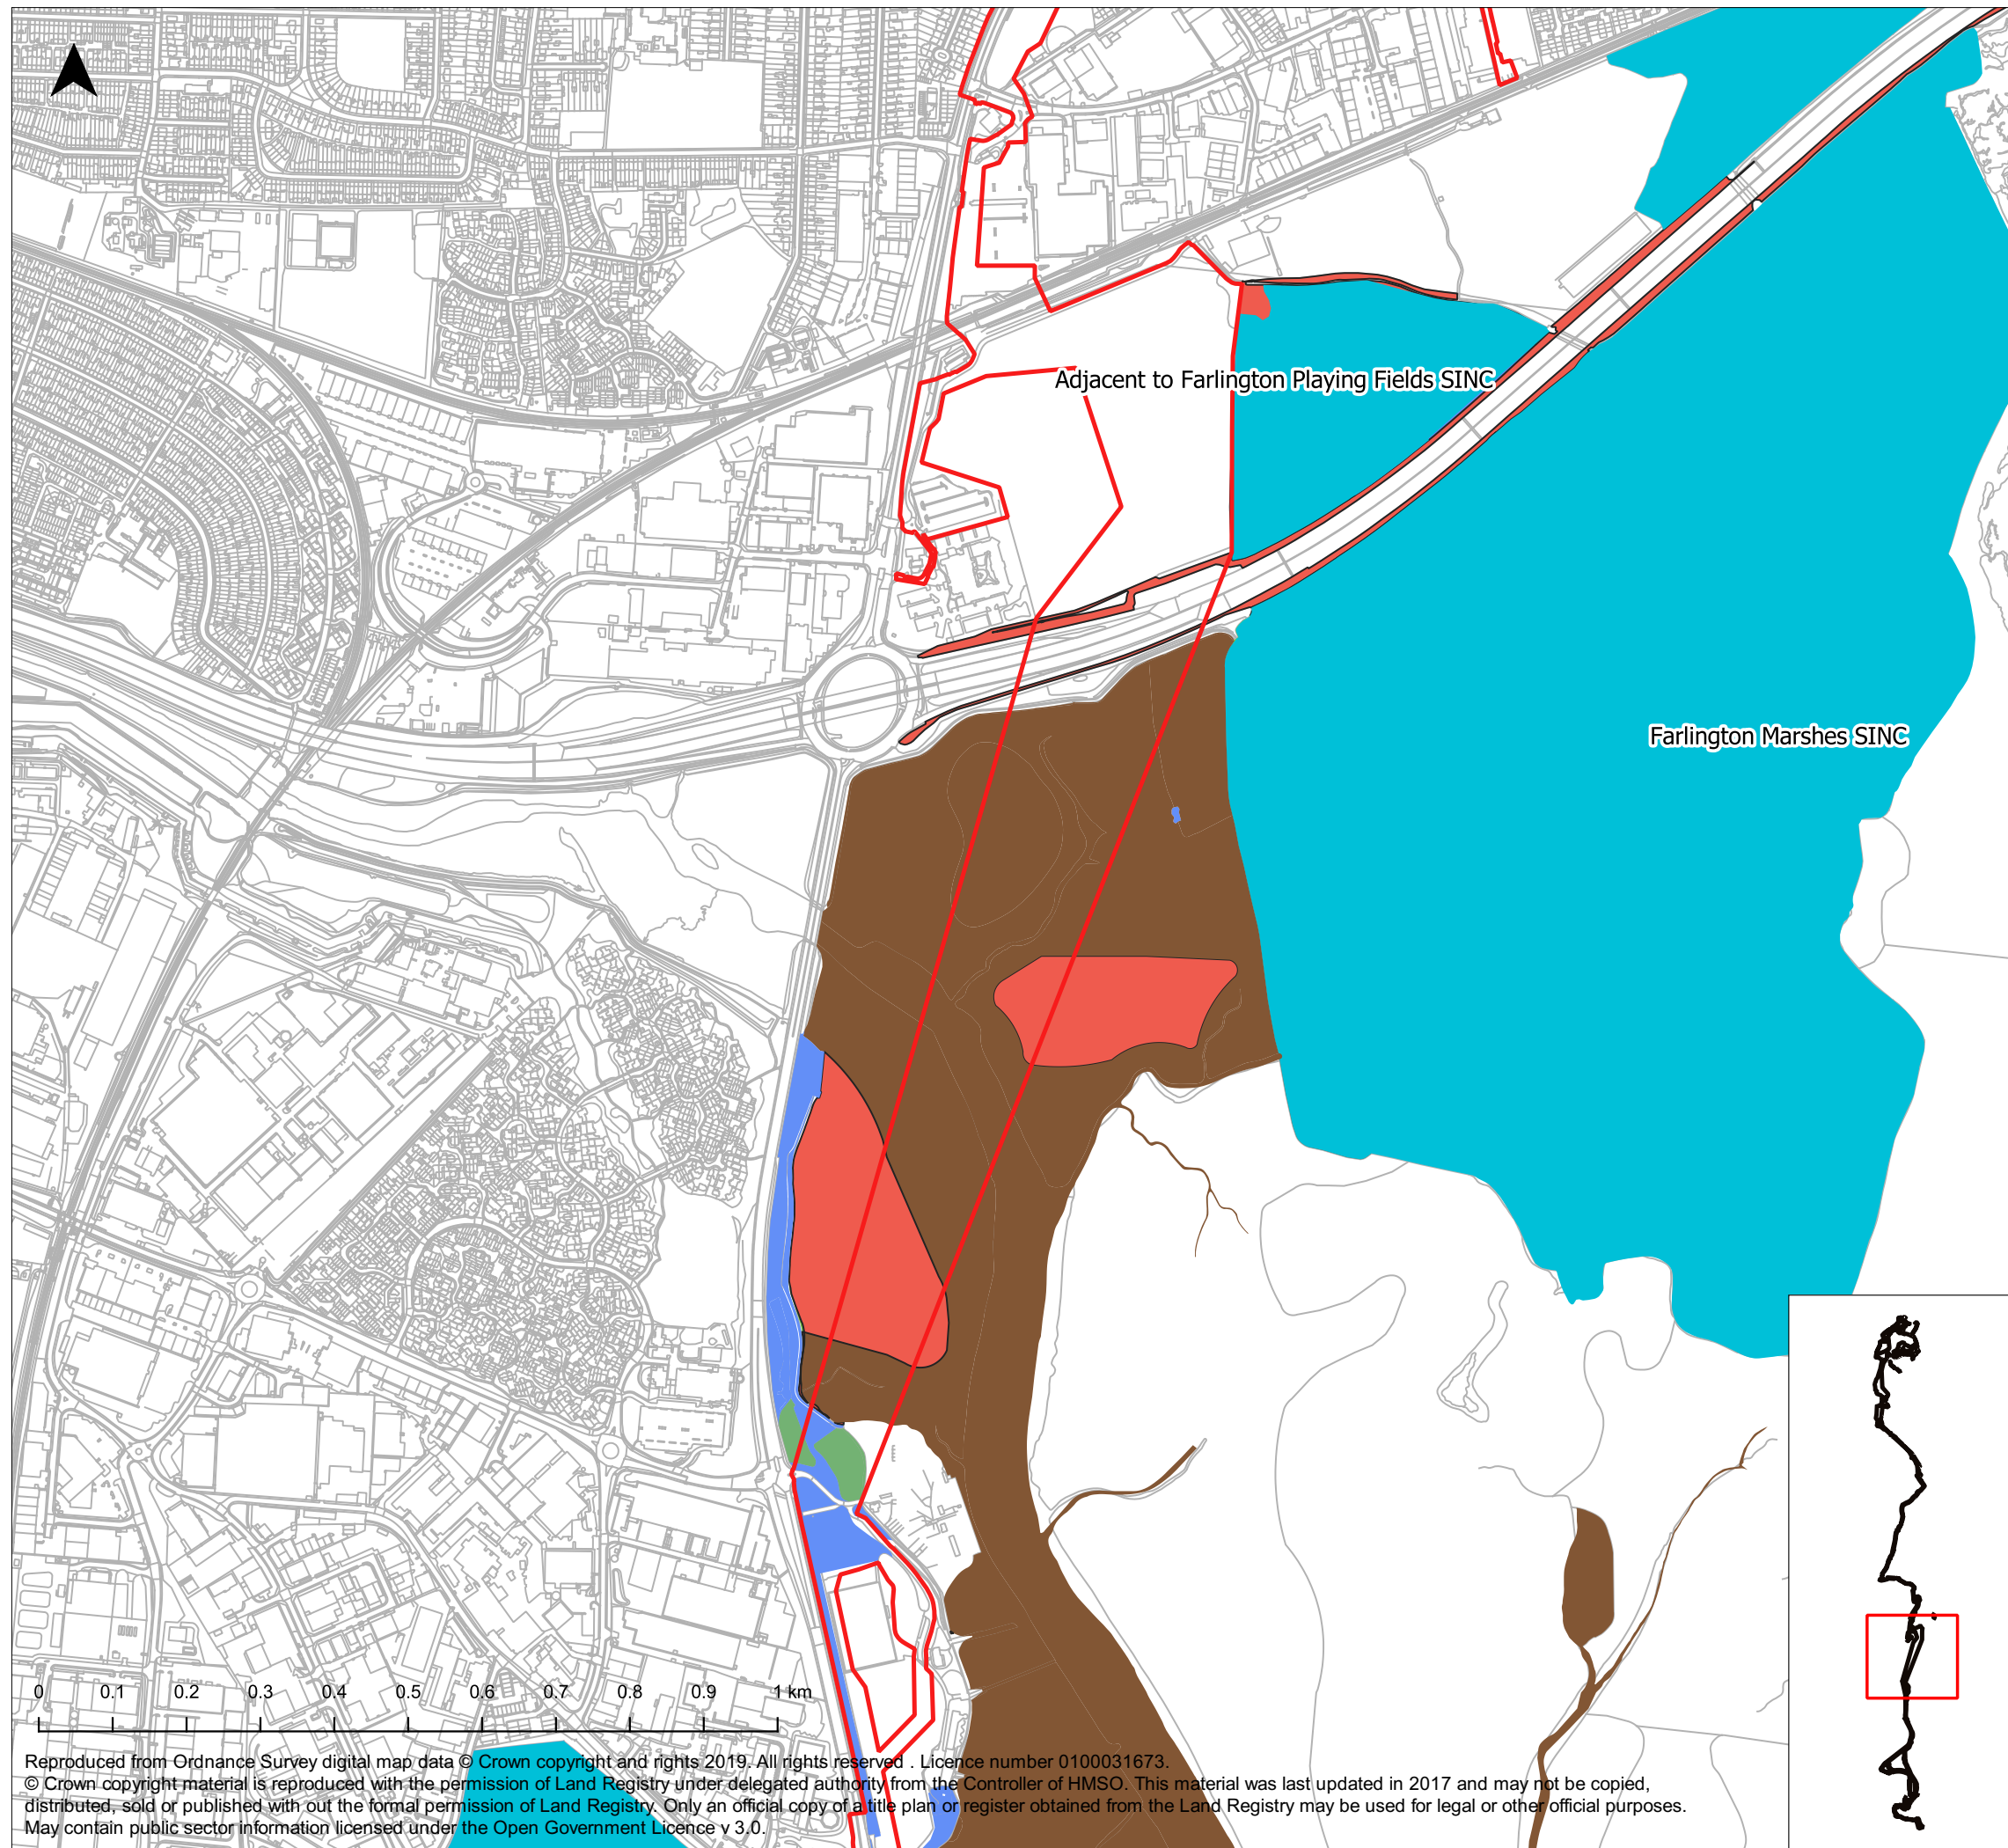 Adjacent to Farlington Playing Fields SINC
Farlington Marshes SINC
0 0.1 0.2 0.3 0.4 0.5 0.6 0.7 0.8 0.9 1 km
Reproduced from Ordnance Survey digital map data © Crown copyright and rights 2019. All rights reserved . Licence number 0100031673.
© Crown copyright material is reproduced with the permission of Land Registry under delegated authority from the Controller of HMSO. This material was last updated in 2017 and may not be copied,
distributed, sold or published with out the formal permission of Land Registry. Only an official copy of a title plan or register obtained from the Land Registry may be used for legal or other official purposes.
May contain public sector information licensed under the Open Government Licence v 3.0.